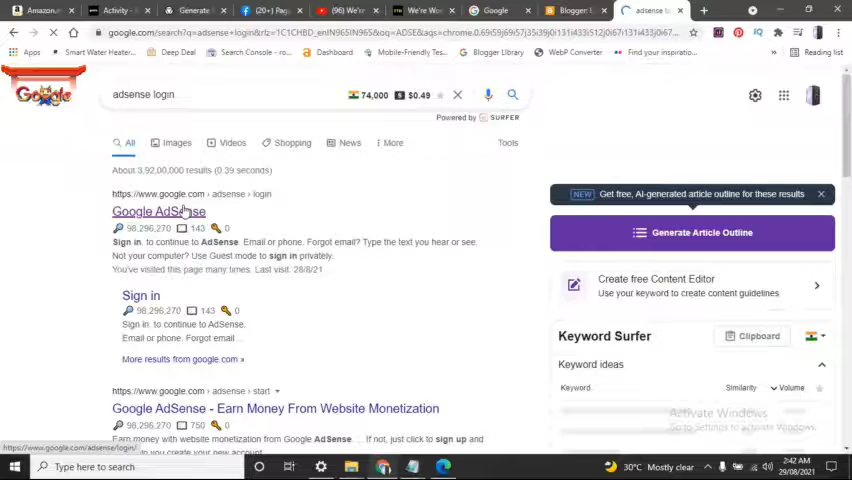 Amazon.
Activity -
Generate
(20+) Pag
(96) We're
We're Wor
Google
Blogger:
adsense lo
google.com/search?q=adsense+login&rlz=1C1CHBD_enIN965IN965&oq=ADSE&aqs=chrome.0.69i59j69i57j35i39j0i131i433i512j0i131i433j0
Apps
Smart Water Heater...
Deep Deal
Search Console - ro...
Dashboard
Mobile-Friendly Tes...
Blogger Library
WebP Converter
Find your inspiratio...
»
Reading list
Google
adsense login
74,000
$0.49
Powered by SURFER
All
Images
Videos
Shopping
News
More
Tools
About 3,92,00,000 results (0.39 seconds)
https://www.google.com › adsense › login
Google AdSense
98,296,270 143 0
Sign in. to continue to AdSense. Email or phone. Forgot email? Type the text you hear or see.
Not your computer? Use Guest mode to sign in privately.
You've visited this page many times. Last visit: 28/8/21
Sign in
98,296,270 143 0
Sign in. to continue to AdSense.
Email or phone. Forgot email ...
More results from google.com »
https://www.google.com › adsense › start
Google AdSense - Earn Money From Website Monetization
98,296,270 750 0
Earn money with website monetization from Google AdSense. ... If not, just click to sign up and
NEW Get free, AI-generated article outline for these results
Generate Article Outline
Create free Content Editor
Use your keyword to create content guidelines
Keyword Surfer
Clipboard
Keyword ideas
Keyword
Similarity
Volume
Activate Windows
Go to Settings to activate Windows.
https://www.google.com/adsense/login/
Type here to search
30°C Mostly clear
2:42 AM
29/08/2021